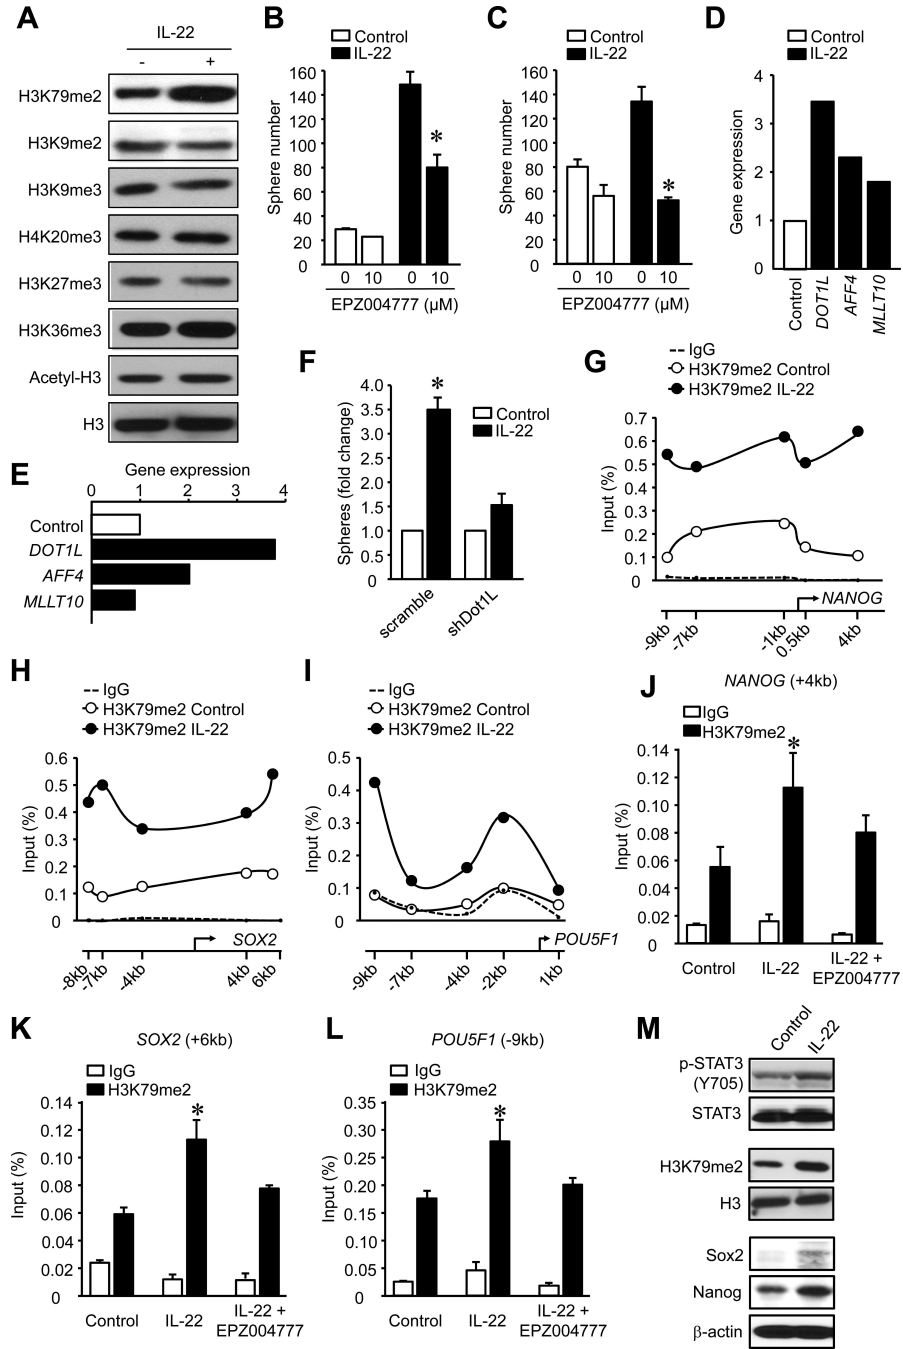 A
IL-22
- +
H3K79me2
H3K9me2
H3K9me3
H4K20me3
H3K27me3
H3K36me3
Acetyl-H3
H3
B
Control
IL-22
Sphere number
160
140
120
100
80
60
40
20
0
*
0 10 0 10
EPZ004777 (μM)
C
Control
IL-22
Sphere number
160
140
120
100
80
60
40
20
0
*
0 10 0 10
EPZ004777 (μM)
D
Control
IL-22
Gene expression
4
3
2
1
0
Control
DOT1L
AFF4
MLLT10
E
Gene expression
0 1 2 3 4
Control
DOT1L
AFF4
MLLT10
F
Control
IL-22
Spheres (fold change)
4.0
3.5
3.0
2.5
2.0
1.5
1.0
0.5
0
*
scramble
shDot1L
G
IgG
H3K79me2 Control
H3K79me2 IL-22
Input (%)
0.7
0.6
0.5
0.4
0.3
0.2
0.1
0
NANOG
-9kb -7kb -1kb 0.5kb 4kb
H
IgG
H3K79me2 Control
H3K79me2 IL-22
Input (%)
0.6
0.5
0.4
0.3
0.2
0.1
0
SOX2
-8kb -7kb -4kb 4kb 6kb
I
IgG
H3K79me2 Control
H3K79me2 IL-22
Input (%)
0.5
0.4
0.3
0.2
0.1
0
POU5F1
-9kb -7kb -4kb -2kb 1kb
J
NANOG (+4kb)
IgG
H3K79me2
Input (%)
0.14
0.12
0.10
0.08
0.06
0.04
0.02
0
*
Control IL-22 IL-22 +
EPZ004777
K
SOX2 (+6kb)
IgG
H3K79me2
Input (%)
0.14
0.12
0.10
0.08
0.06
0.04
0.02
0
*
Control IL-22 IL-22 +
EPZ004777
L
POU5F1 (-9kb)
IgG
H3K79me2
Input (%)
0.35
0.30
0.25
0.20
0.15
0.10
0.05
0
*
Control IL-22 IL-22 +
EPZ004777
M
Control IL-22
p-STAT3
(Y705)
STAT3
H3K79me2
H3
Sox2
Nanog
β-actin